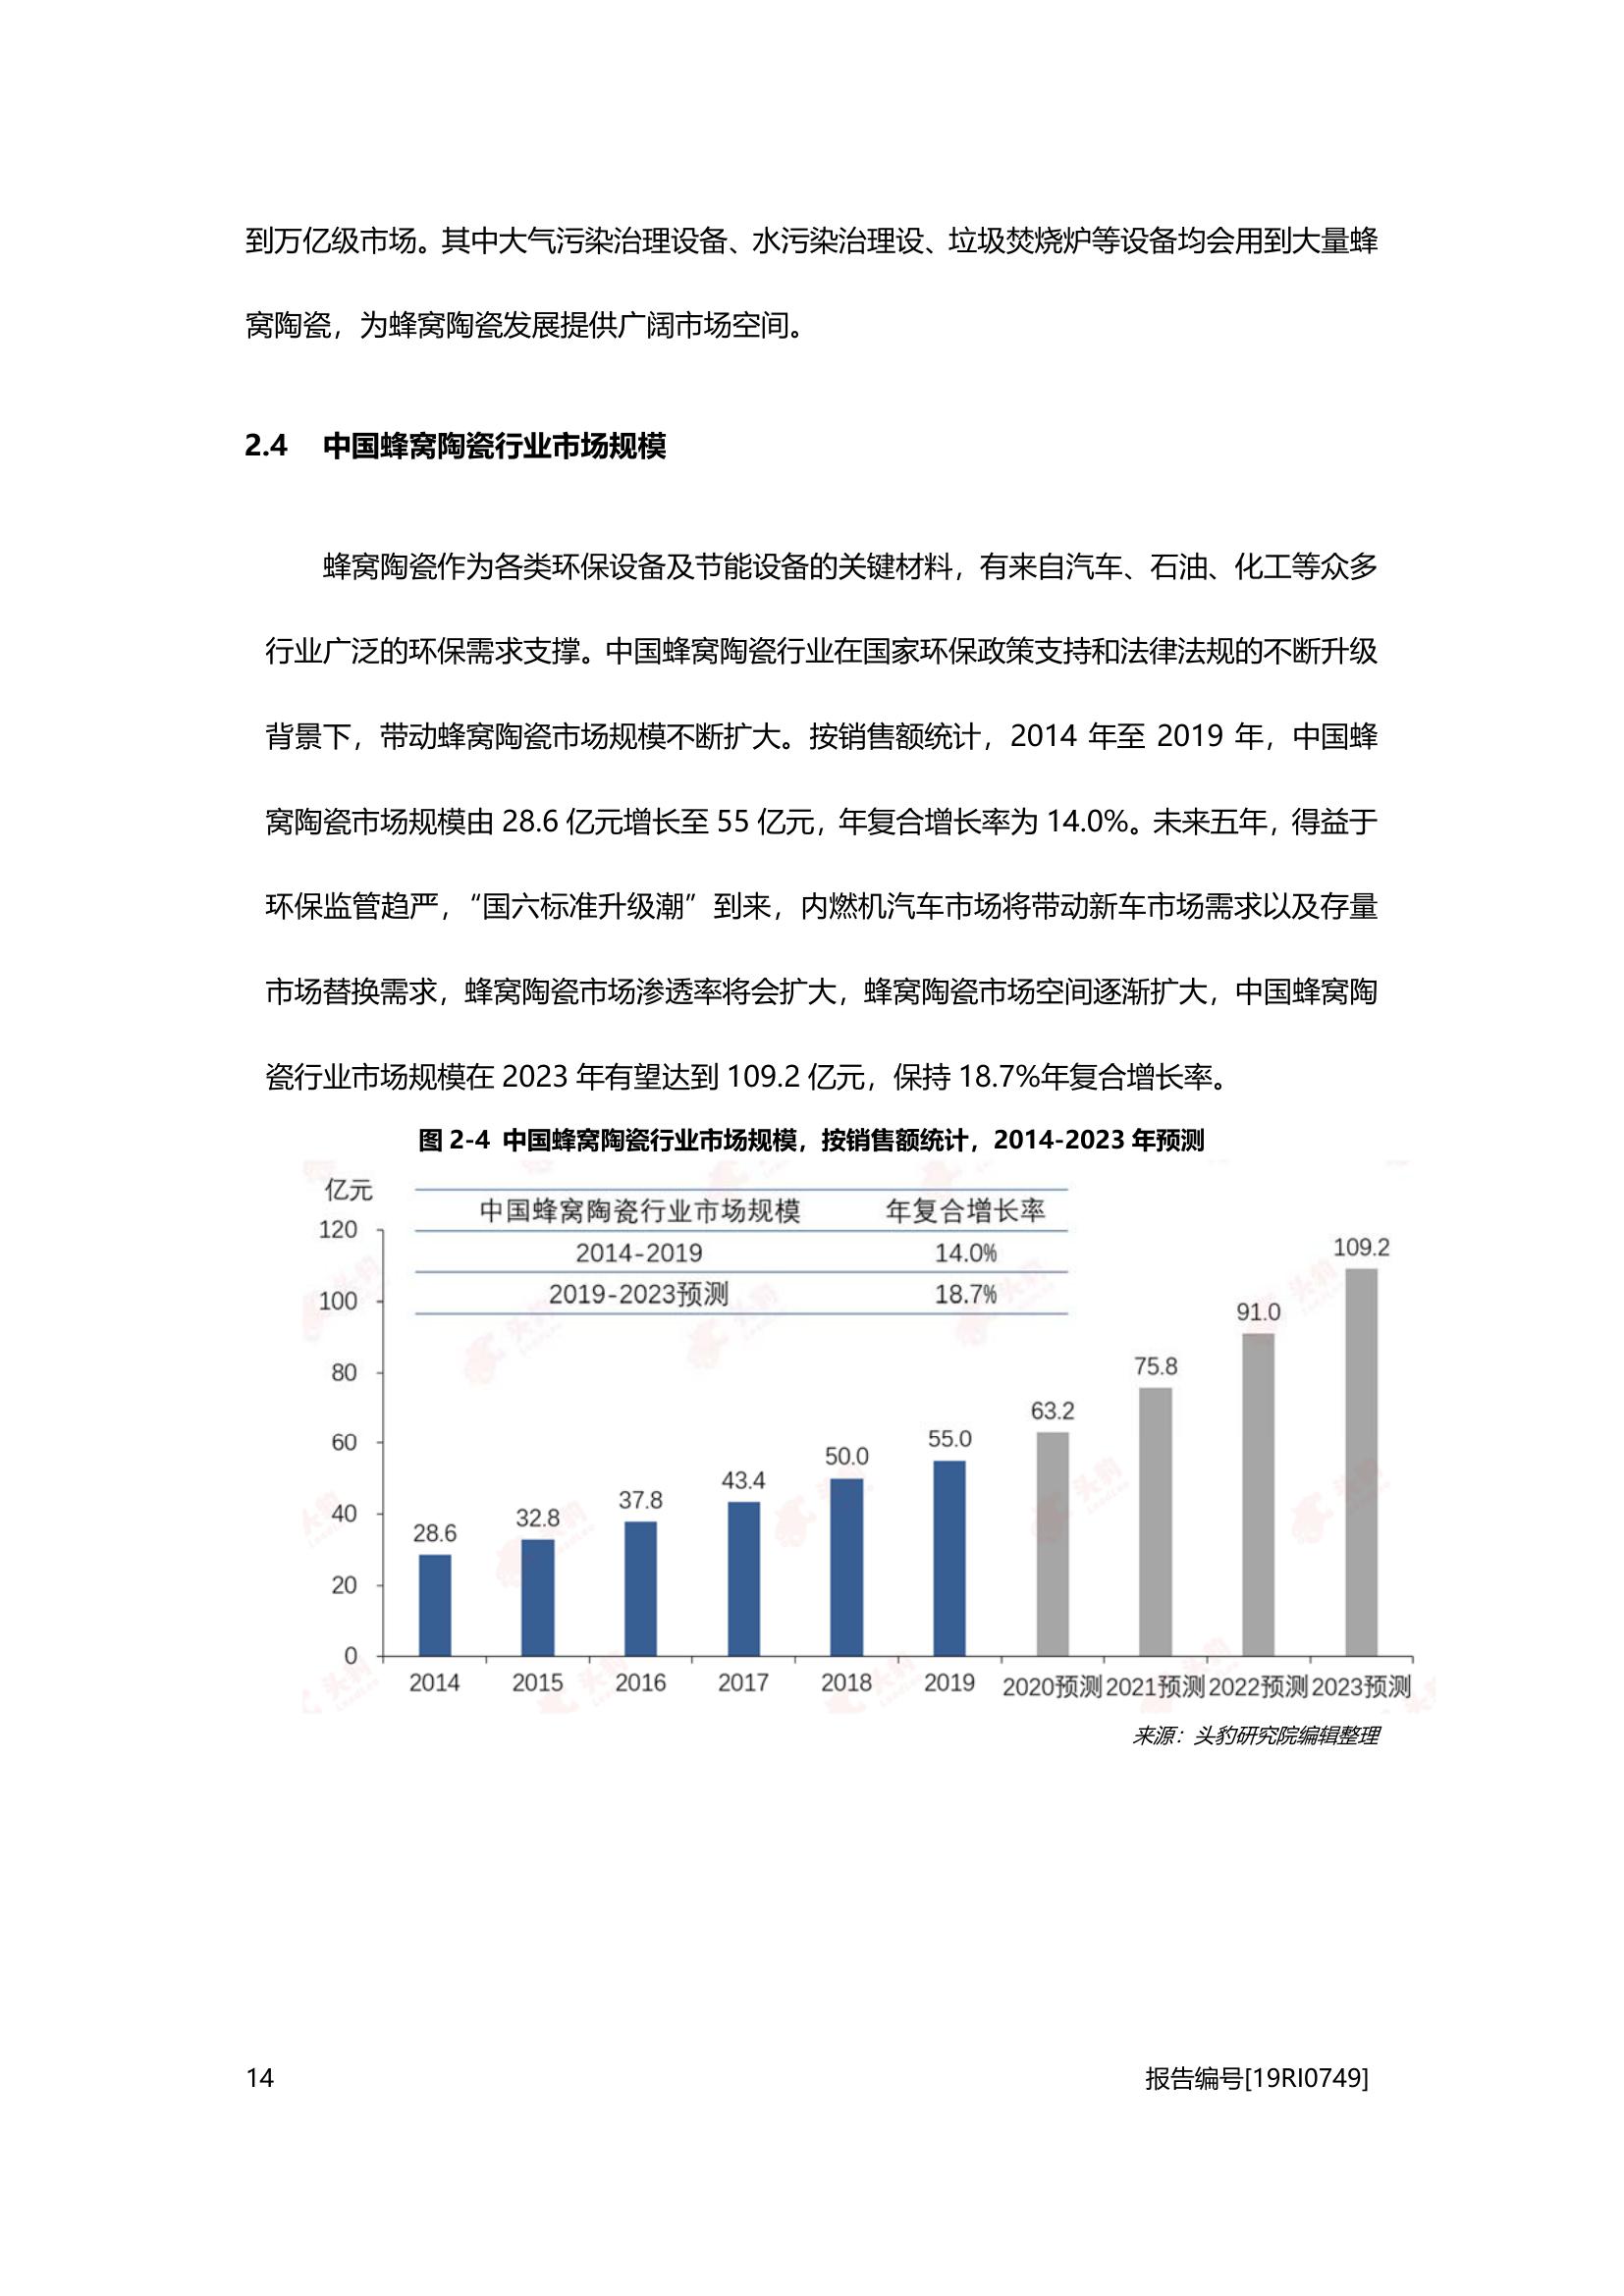 到万亿级市场。其中大气污染治理设备、水污染治理设、垃圾焚烧炉等设备均会用到大量蜂
窝陶瓷，为蜂窝陶瓷发展提供广阔市场空间。
2.4 中国蜂窝陶瓷行业市场规模
蜂窝陶瓷作为各类环保设备及节能设备的关键材料，有来自汽车、石油、化工等众多
行业广泛的环保需求支撑。中国蜂窝陶瓷行业在国家环保政策支持和法律法规的不断升级
背景下，带动蜂窝陶瓷市场规模不断扩大。按销售额统计，2014 年至 2019 年，中国蜂
窝陶瓷市场规模由 28.6 亿元增长至 55 亿元，年复合增长率为 14.0%。未来五年，得益于
环保监管趋严，“国六标准升级潮”到来，内燃机汽车市场将带动新车市场需求以及存量
市场替换需求，蜂窝陶瓷市场渗透率将会扩大，蜂窝陶瓷市场空间逐渐扩大，中国蜂窝陶
瓷行业市场规模在 2023 年有望达到 109.2 亿元，保持 18.7%年复合增长率。
图 2-4 中国蜂窝陶瓷行业市场规模，按销售额统计，2014-2023 年预测
亿元
中国蜂窝陶瓷行业市场规模 年复合增长率
2014-2019 14.0%
2019-2023预测 18.7%
120
100
80
60
40
20
0
28.6
32.8
37.8
43.4
50.0
55.0
63.2
75.8
91.0
109.2
2014 2015 2016 2017 2018 2019 2020预测 2021预测 2022预测 2023预测
来源：头豹研究院编辑整理
14 报告编号[19RI0749]